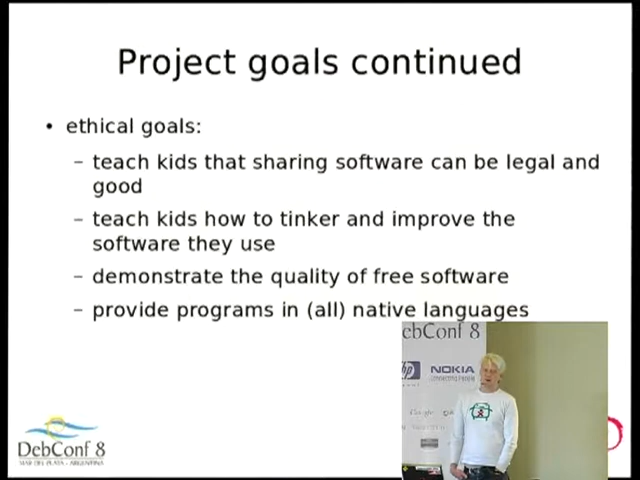 Project goals continued
• ethical goals:
– teach kids that sharing software can be legal and
good
– teach kids how to tinker and improve the
software they use
– demonstrate the quality of free software
– provide programs in (all) native languages
ebConf 8
hp
NOKIA
Connecting People
Google
DebConf 8
MAR DEL PLATA - ARGENTINA